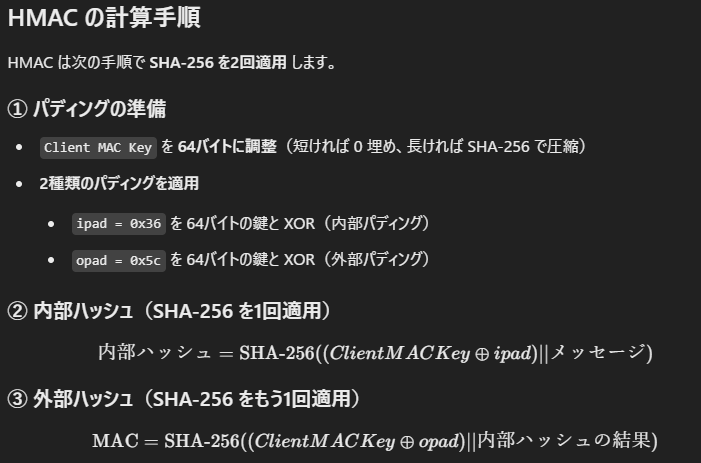 HMAC の計算手順
HMAC は次の手順で SHA-256 を2回適用 します。
① パディングの準備
• Client MAC Key を 64バイトに調整（短ければ 0 埋め、長ければ SHA-256 で圧縮）
• 2種類のパディングを適用
• ipad = 0x36 を 64バイトの鍵と XOR（内部パディング）
• opad = 0x5c を 64バイトの鍵と XOR（外部パディング）
② 内部ハッシュ（SHA-256 を1回適用）
内部ハッシュ = SHA-256((ClientMACKey ⊕ ipad)||メッセージ)
③ 外部ハッシュ（SHA-256 をもう1回適用）
MAC = SHA-256((ClientMACKey ⊕ opad)||内部ハッシュの結果)